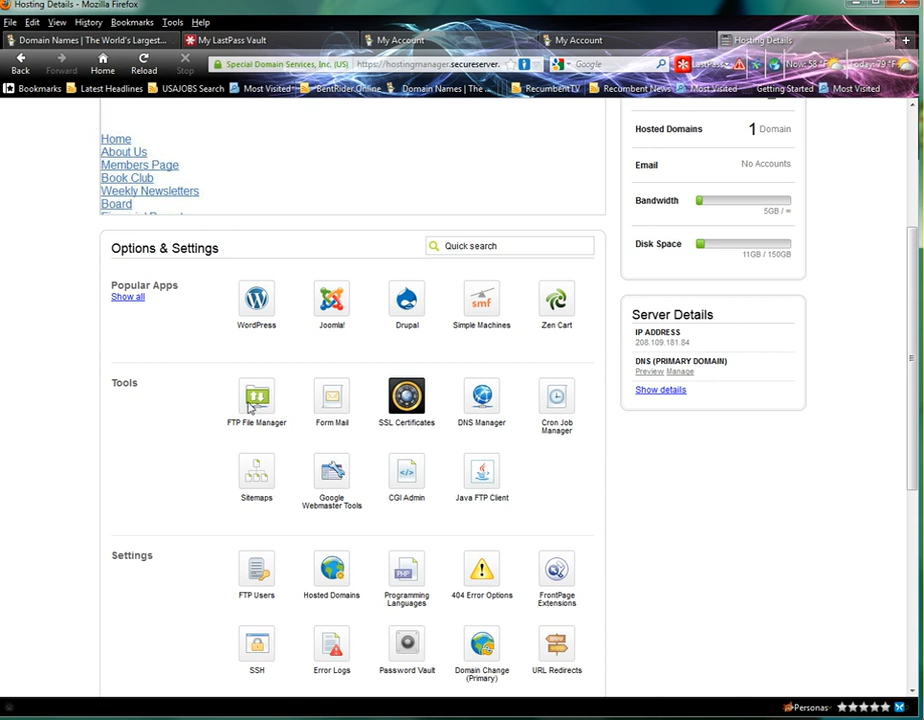 Hosting Details - Mozilla Firefox
File Edit View History Bookmarks Tools Help
Domain Names | The World's Largest... My LastPass Vault My Account My Account Hosting Details
Back Forward Home Reload Stop Special Domain Services, Inc. (US) https://hostingmanager.secureserver. Google LastPass Now: 58 °F Today: 79 °F
Bookmarks Latest Headlines USAJOBS Search Most Visited BentRider Online Domain Names | The ... RecumbentTV Recumbent News Most Visited Getting Started Most Visited
Home
About Us
Members Page
Book Club
Weekly Newsletters
Board
Hosted Domains 1 Domain
Email No Accounts
Bandwidth
5GB / ∞
Disk Space
11GB / 150GB
Options & Settings Quick search
Popular Apps
Show all
WordPress Joomla! Drupal Simple Machines Zen Cart
smf
Tools
FTP File Manager Form Mail SSL Certificates DNS Manager Cron Job
Manager
Sitemaps Google
Webmaster Tools CGI Admin Java FTP Client
Settings
PHP
FTP Users Hosted Domains Programming
Languages 404 Error Options FrontPage
Extensions
SSH Error Logs Password Vault Domain Change
(Primary) URL Redirects
Server Details
IP ADDRESS
208.109.181.84
DNS (PRIMARY DOMAIN)
Preview Manage
Show details
Personas